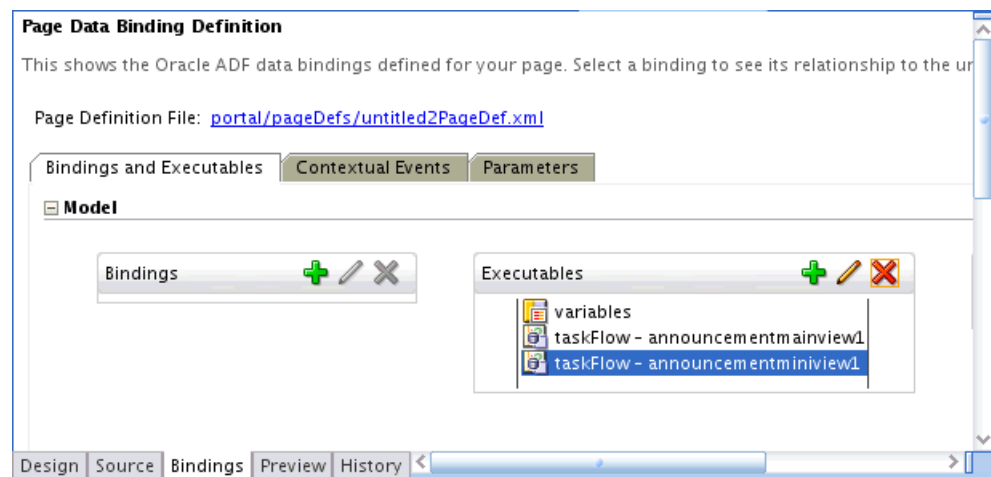 Page Data Binding Definition
This shows the Oracle ADF data bindings defined for your page. Select a binding to see its relationship to the ur
Page Definition File: portal/pageDefs/untitled2PageDef.xml
Bindings and Executables Contextual Events Parameters
Model
Bindings Executables
variables
taskFlow - announcementmainview1
taskFlow - announcementminiview1
Design Source Bindings Preview History